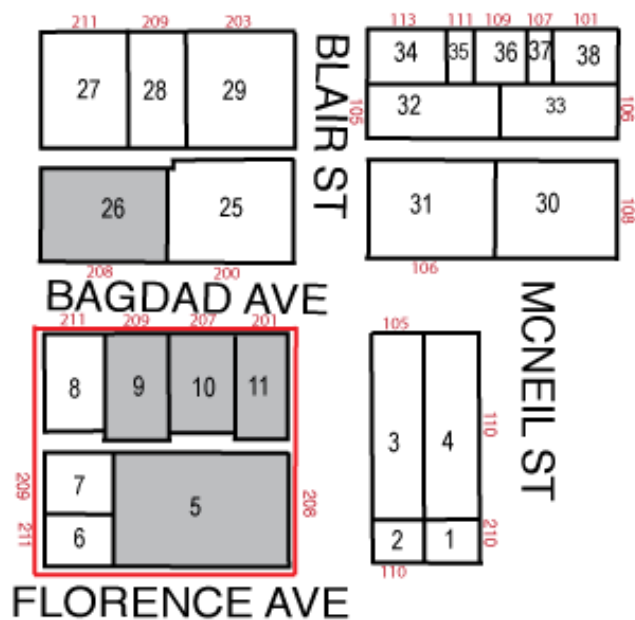 211 209 203
113 111 109 107 101
27 28 29
BLAIR ST
34 35 36 37 38
105 32 33 106
26 25
31 30 108
208 200
106
BAGDAD AVE
MCNEIL ST
211 209 207 201
105
8 9 10 11
3 4 110
209 7 5 208
211 6
2 1 210
110
FLORENCE AVE